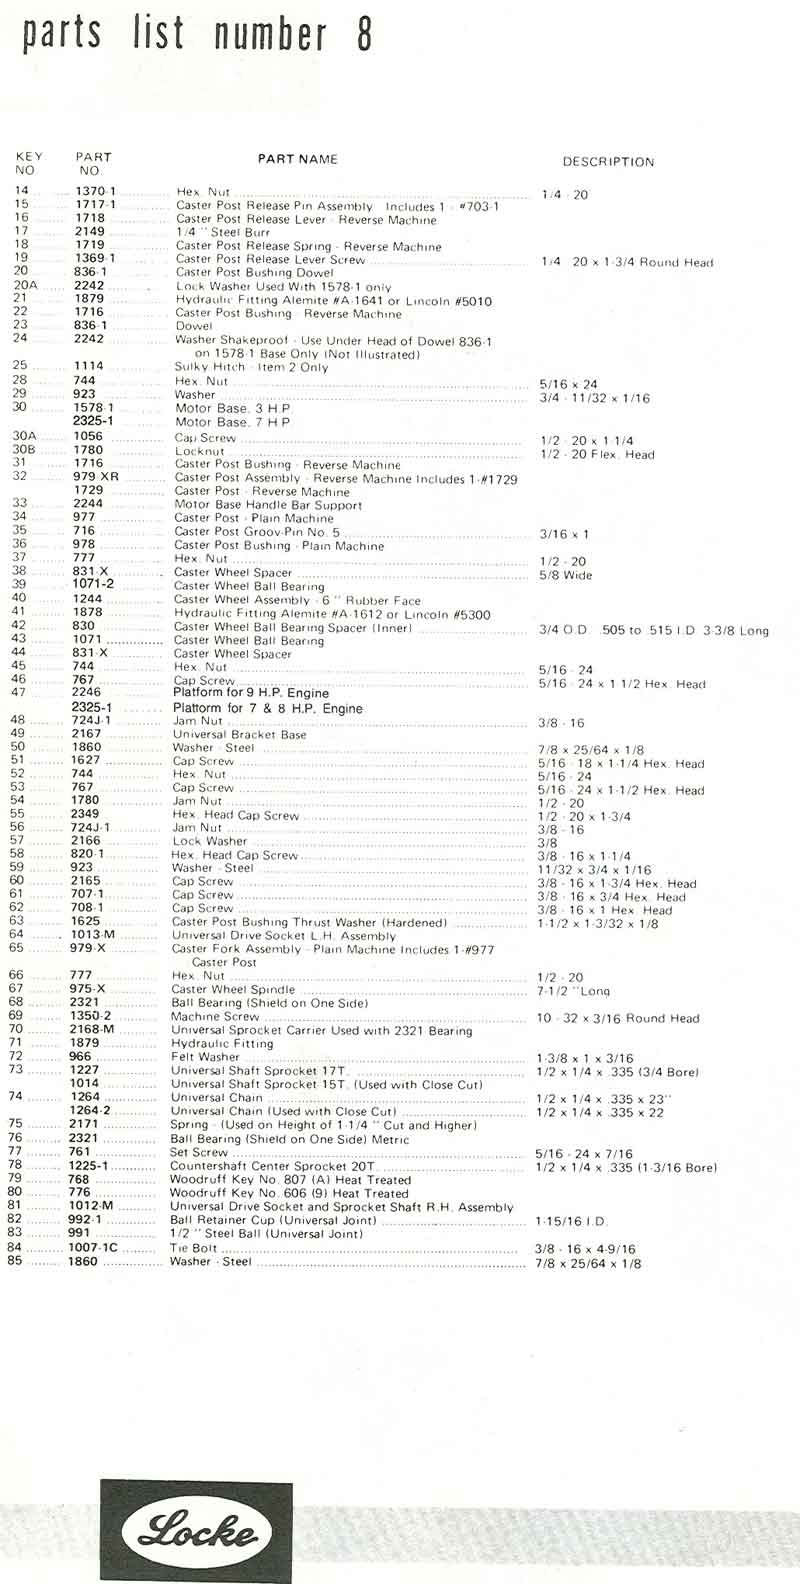 parts list number 8
KEY NO PART NO. PART NAME DESCRIPTION
14 1370-1 Hex. Nut 1/4 - 20
15 1717-1 Caster Post Release Pin Assembly Includes 1 - #703-1
16 1718 Caster Post Release Lever - Reverse Machine
17 2149 1/4 " Steel Burr
18 1719 Caster Post Release Spring - Reverse Machine
19 1369-1 Caster Post Release Lever Screw 1/4 20 x 1-3/4 Round Head
20 836-1 Caster Post Bushing Dowel
20A 2242 Lock Washer Used With 1578-1 only
21 1879 Hydraulic Fitting Alemite #A-1641 or Lincoln #5010
22 1716 Caster Post Bushing - Reverse Machine
23 836-1 Dowel
24 2242 Washer Shakeproof - Use Under Head of Dowel 836-1
on 1578-1 Base Only (Not Illustrated)
25 1114 Sulky Hitch - Item 2 Only
28 744 Hex. Nut 5/16 x 24
29 923 Washer 3/4 - 11/32 x 1/16
30 1578-1 Motor Base. 3 H.P.
2325-1 Motor Base. 7 H.P
30A 1056 Cap Screw 1/2 - 20 x 1-1/4
30B 1780 Locknut 1/2 - 20 Flex. Head
31 1716 Caster Post Bushing - Reverse Machine
32 979 XR Caster Post Assembly - Reverse Machine Includes 1-#1729
1729 Caster Post - Reverse Machine
33 2244 Motor Base Handle Bar Support
34 977 Caster Post - Plain Machine
35 716 Caster Post Groov-Pin No. 5 3/16 x 1
36 978 Caster Post Bushing - Plain Machine
37 777 Hex. Nut 1/2 - 20
38 831-X Caster Wheel Spacer 5/8 Wide
39 1071-2 Caster Wheel Ball Bearing
40 1244 Caster Wheel Assembly - 6 " Rubber Face
41 1878 Hydraulic Fitting Alemite #A-1612 or Lincoln #5300
42 830 Caster Wheel Ball Bearing Spacer (Inner) 3/4 O.D. .505 to .515 I.D 3-3/8 Long
43 1071 Caster Wheel Ball Bearing
44 831-X Caster Wheel Spacer
45 744 Hex. Nut 5/16 - 24
46 767 Cap Screw 5/16 - 24 x 1 1/2 Hex. Head
47 2246 Platform for 9 H.P. Engine
2325-1 Platform for 7 & 8 H.P. Engine
48 724J-1 Jam Nut 3/8 - 16
49 2167 Universal Bracket Base
50 1860 Washer - Steel 7/8 x 25/64 x 1/8
51 1627 Cap Screw 5/16 - 18 x 1-1/4 Hex. Head
52 744 Hex. Nut 5/16 - 24
53 767 Cap Screw 5/16 - 24 x 1-1/2 Hex. Head
54 1780 Jam Nut 1/2 - 20
55 2349 Hex. Head Cap Screw 1/2 - 20 x 1-3/4
56 724J-1 Jam Nut 3/8 - 16
57 2166 Lock Washer 3/8
58 820-1 Hex. Head Cap Screw 3/8 - 16 x 1-1/4
59 923 Washer - Steel 11/32 x 3/4 x 1/16
60 2165 Cap Screw 3/8 - 16 x 1-3/4 Hex. Head
61 707-1 Cap Screw 3/8 - 16 x 3/4 Hex. Head
62 708-1 Cap Screw 3/8 - 16 x 1 Hex. Head
63 1625 Caster Post Bushing Thrust Washer (Hardened) 1-1/2 x 1-3/32 x 1/8
64 1013-M Universal Drive Socket L.H. Assembly
65 979-X Caster Fork Assembly - Plain Machine Includes 1-#977
Caster Post
66 777 Hex. Nut 1/2 - 20
67 975-X Caster Wheel Spindle 7-1/2 "Long
68 2321 Ball Bearing (Shield on One Side)
69 1350-2 Machine Screw 10 - 32 x 3/16 Round Head
70 2168-M Universal Sprocket Carrier Used with 2321 Bearing
71 1879 Hydraulic Fitting
72 966 Felt Washer 1-3/8 x 1 x 3/16
73 1227 Universal Shaft Sprocket 17T. 1/2 x 1/4 x .335 (3/4 Bore)
1014 Universal Shaft Sprocket 15T. (Used with Close Cut)
74 1264 Universal Chain 1/2 x 1/4 x .335 x 23"
1264-2 Universal Chain (Used with Close Cut) 1/2 x 1/4 x .335 x 22
75 2171 Spring - (Used on Height of 1-1/4 " Cut and Higher)
76 2321 Ball Bearing (Shield on One Side) Metric
77 761 Set Screw 5/16 - 24 x 7/16
78 1225-1 Countershaft Center Sprocket 20T. 1/2 x 1/4 x .335 (1-3/16 Bore)
79 768 Woodruff Key No. 807 (A) Heat Treated
80 776 Woodruff Key No. 606 (9) Heat Treated
81 1012-M Universal Drive Socket and Sprocket Shaft R.H. Assembly
82 992-1 Ball Retainer Cup (Universal Joint) 1-15/16 I.D.
83 991 1/2 " Steel Ball (Universal Joint)
84 1007-1C Tie Bolt 3/8 - 16 x 4-9/16
85 1860 Washer - Steel 7/8 x 25/64 x 1/8
Locke